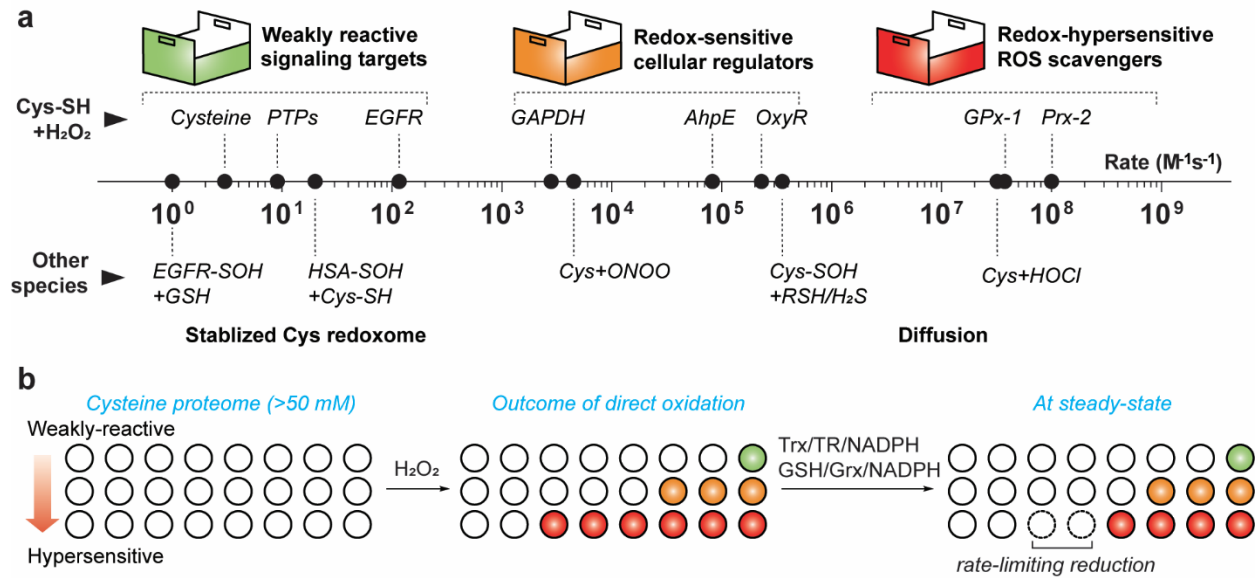 a
Weakly reactive
signaling targets
Redox-sensitive
cellular regulators
Redox-hypersensitive
ROS scavengers
Cys-SH
+H₂O₂
Cysteine PTPs EGFR GAPDH AhpE OxyR GPx-1 Prx-2
Rate (M⁻¹s⁻¹)
10⁰ 10¹ 10² 10³ 10⁴ 10⁵ 10⁶ 10⁷ 10⁸ 10⁹
Other
species
EGFR-SOH
+GSH
HSA-SOH
+Cys-SH
Cys+ONOO
Cys-SOH
+RSH/H₂S
Cys+HOCl
Stablized Cys redoxome
Diffusion
b
Cysteine proteome (>50 mM)
Outcome of direct oxidation
At steady-state
Weakly-reactive
Hypersensitive
H₂O₂
Trx/TR/NADPH
GSH/Grx/NADPH
rate-limiting reduction